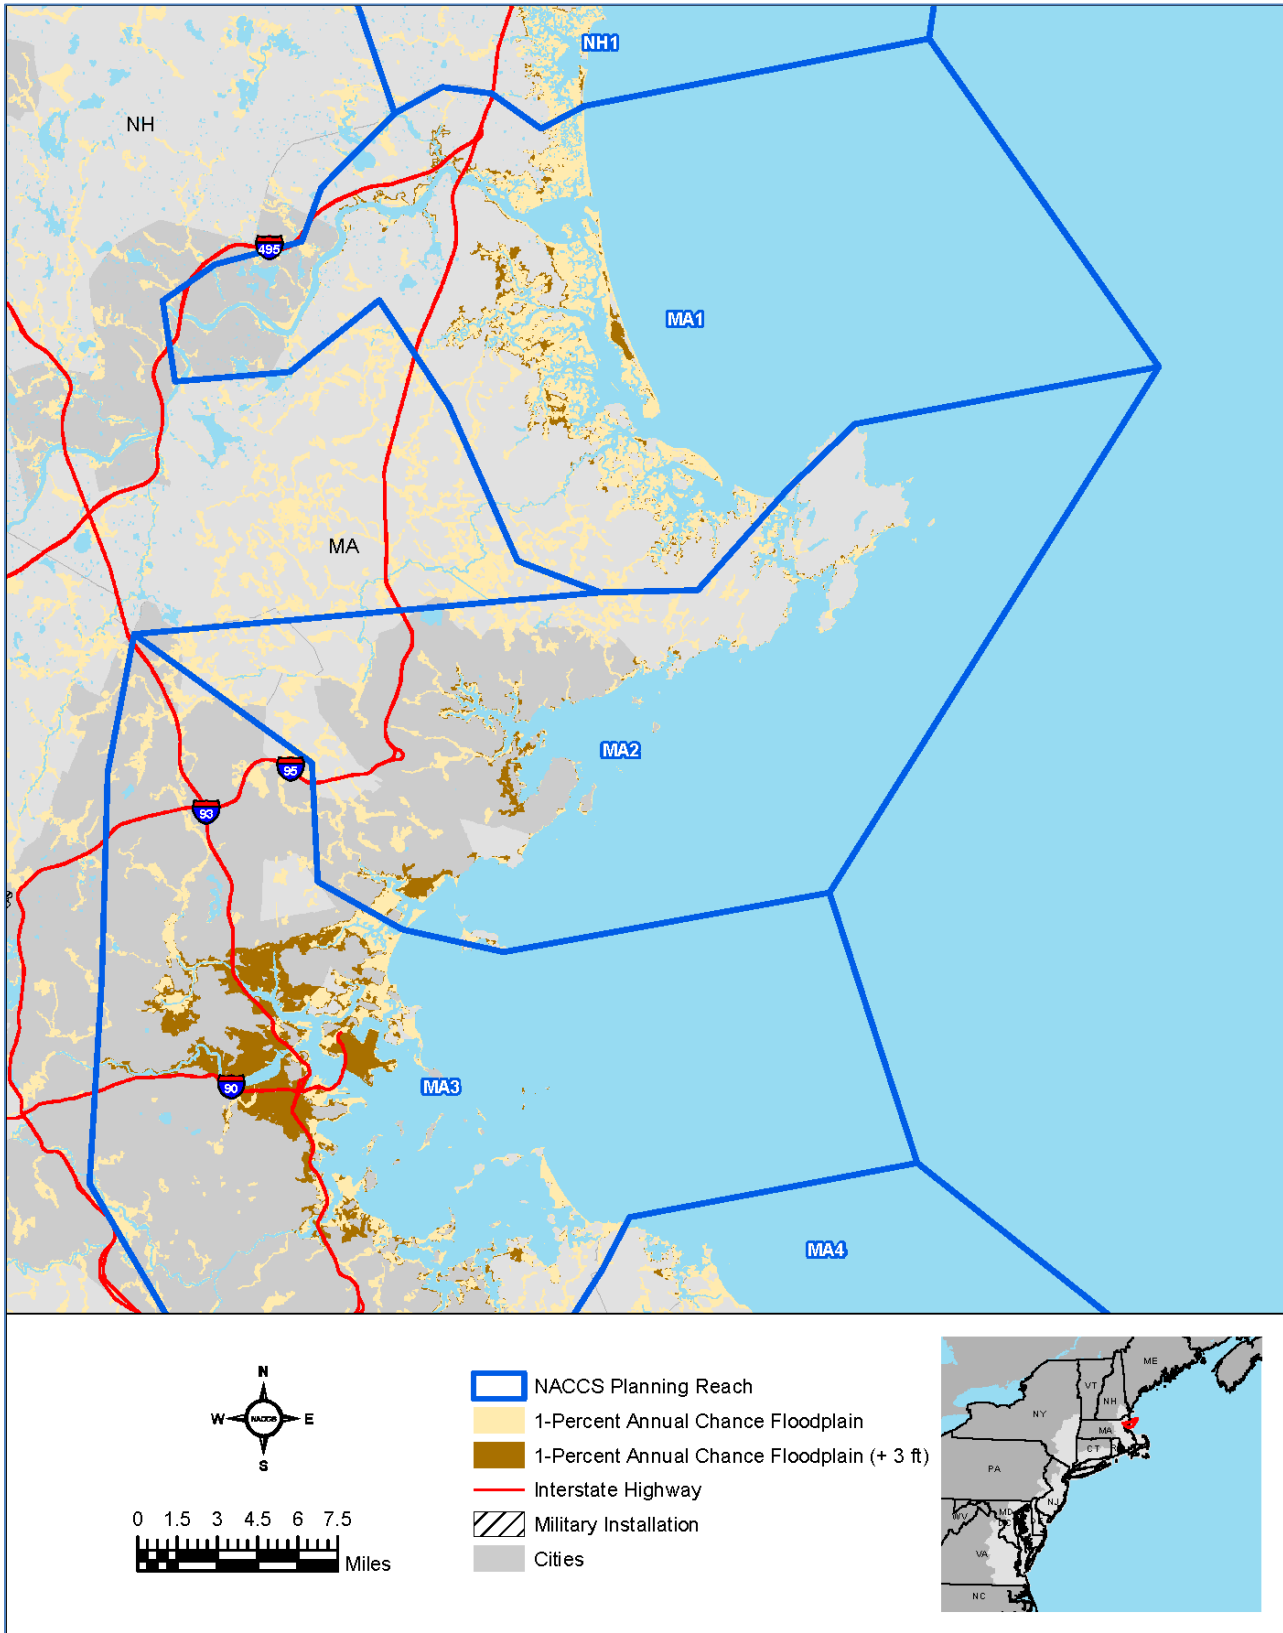 NH1
NH
495
MA1
MA
MA2
95
93
MA3
90
MA4
N
W NACCS E
S
0 1.5 3 4.5 6 7.5
Miles
NACCS Planning Reach
1-Percent Annual Chance Floodplain
1-Percent Annual Chance Floodplain (+ 3 ft)
Interstate Highway
Military Installation
Cities
ME
VT
NH
NY
MA
CT
PA
NJ
MD
WV
VA
NC